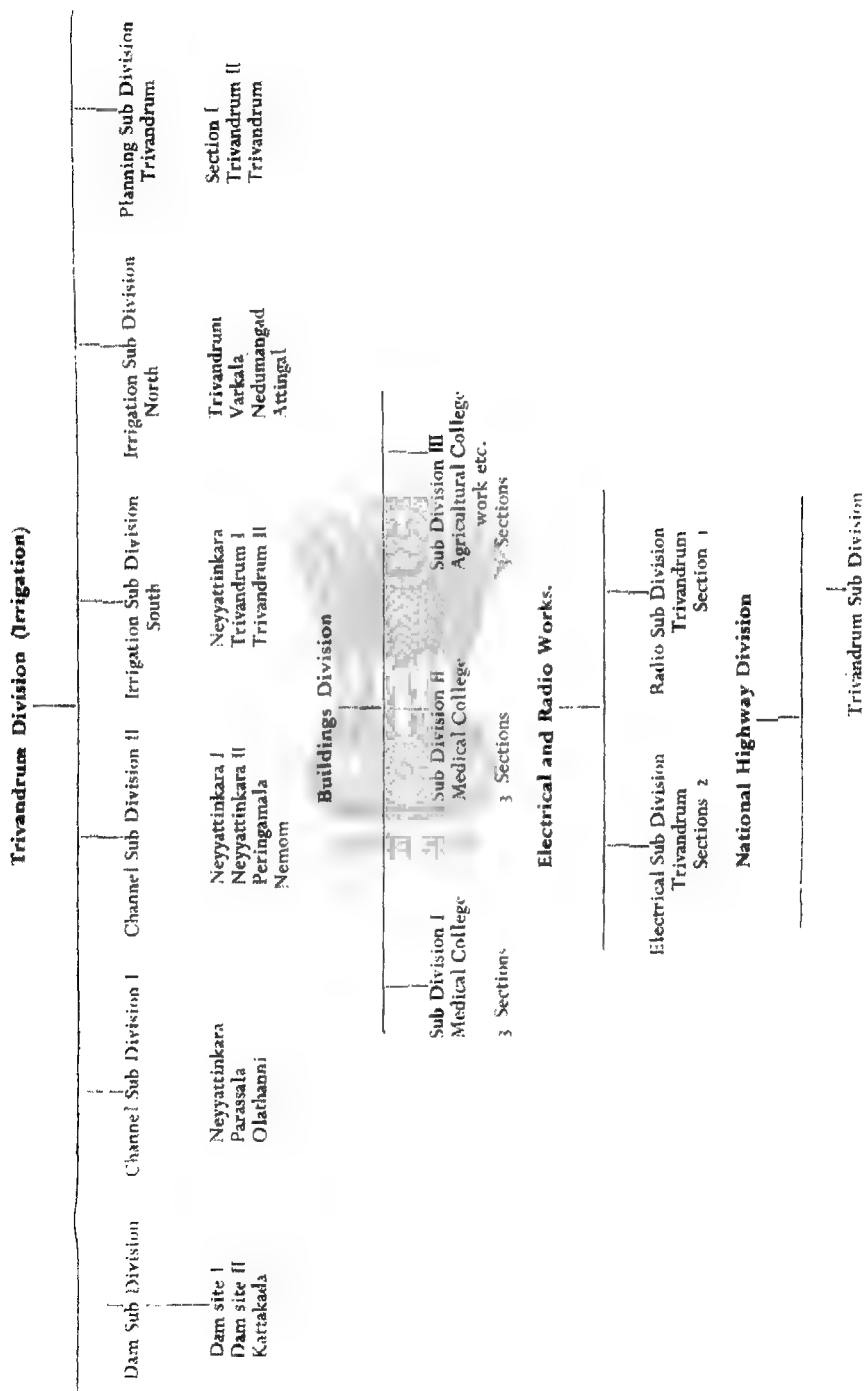 Trivandrum Division (Irrigation)
Dam Sub Division
Dam site I
Dam site II
Kattakada
Channel Sub Division I
Neyyattinkara
Parassala
Olathanni
Channel Sub Division II
Neyyattinkara I
Neyyattinkara II
Peringamala
Nemom
Irrigation Sub Division
South
Neyyattinkara
Trivandrum I
Trivandrum II
Irrigation Sub Division
North
Trivandrum
Varkala
Nedumangad
Attingal
Planning Sub Division
Trivandrum
Section I
Trivandrum II
Trivandrum
Buildings Division
Sub Division I
Medical College
3 Sections
Sub Division II
Medical College
3 Sections
Sub Division III
Agricultural College
work etc.
Sections
Electrical and Radio Works.
Electrical Sub Division
Trivandrum
Sections 2
Radio Sub Division
Trivandrum
Section 1
National Highway Division
Trivandrum Sub Division